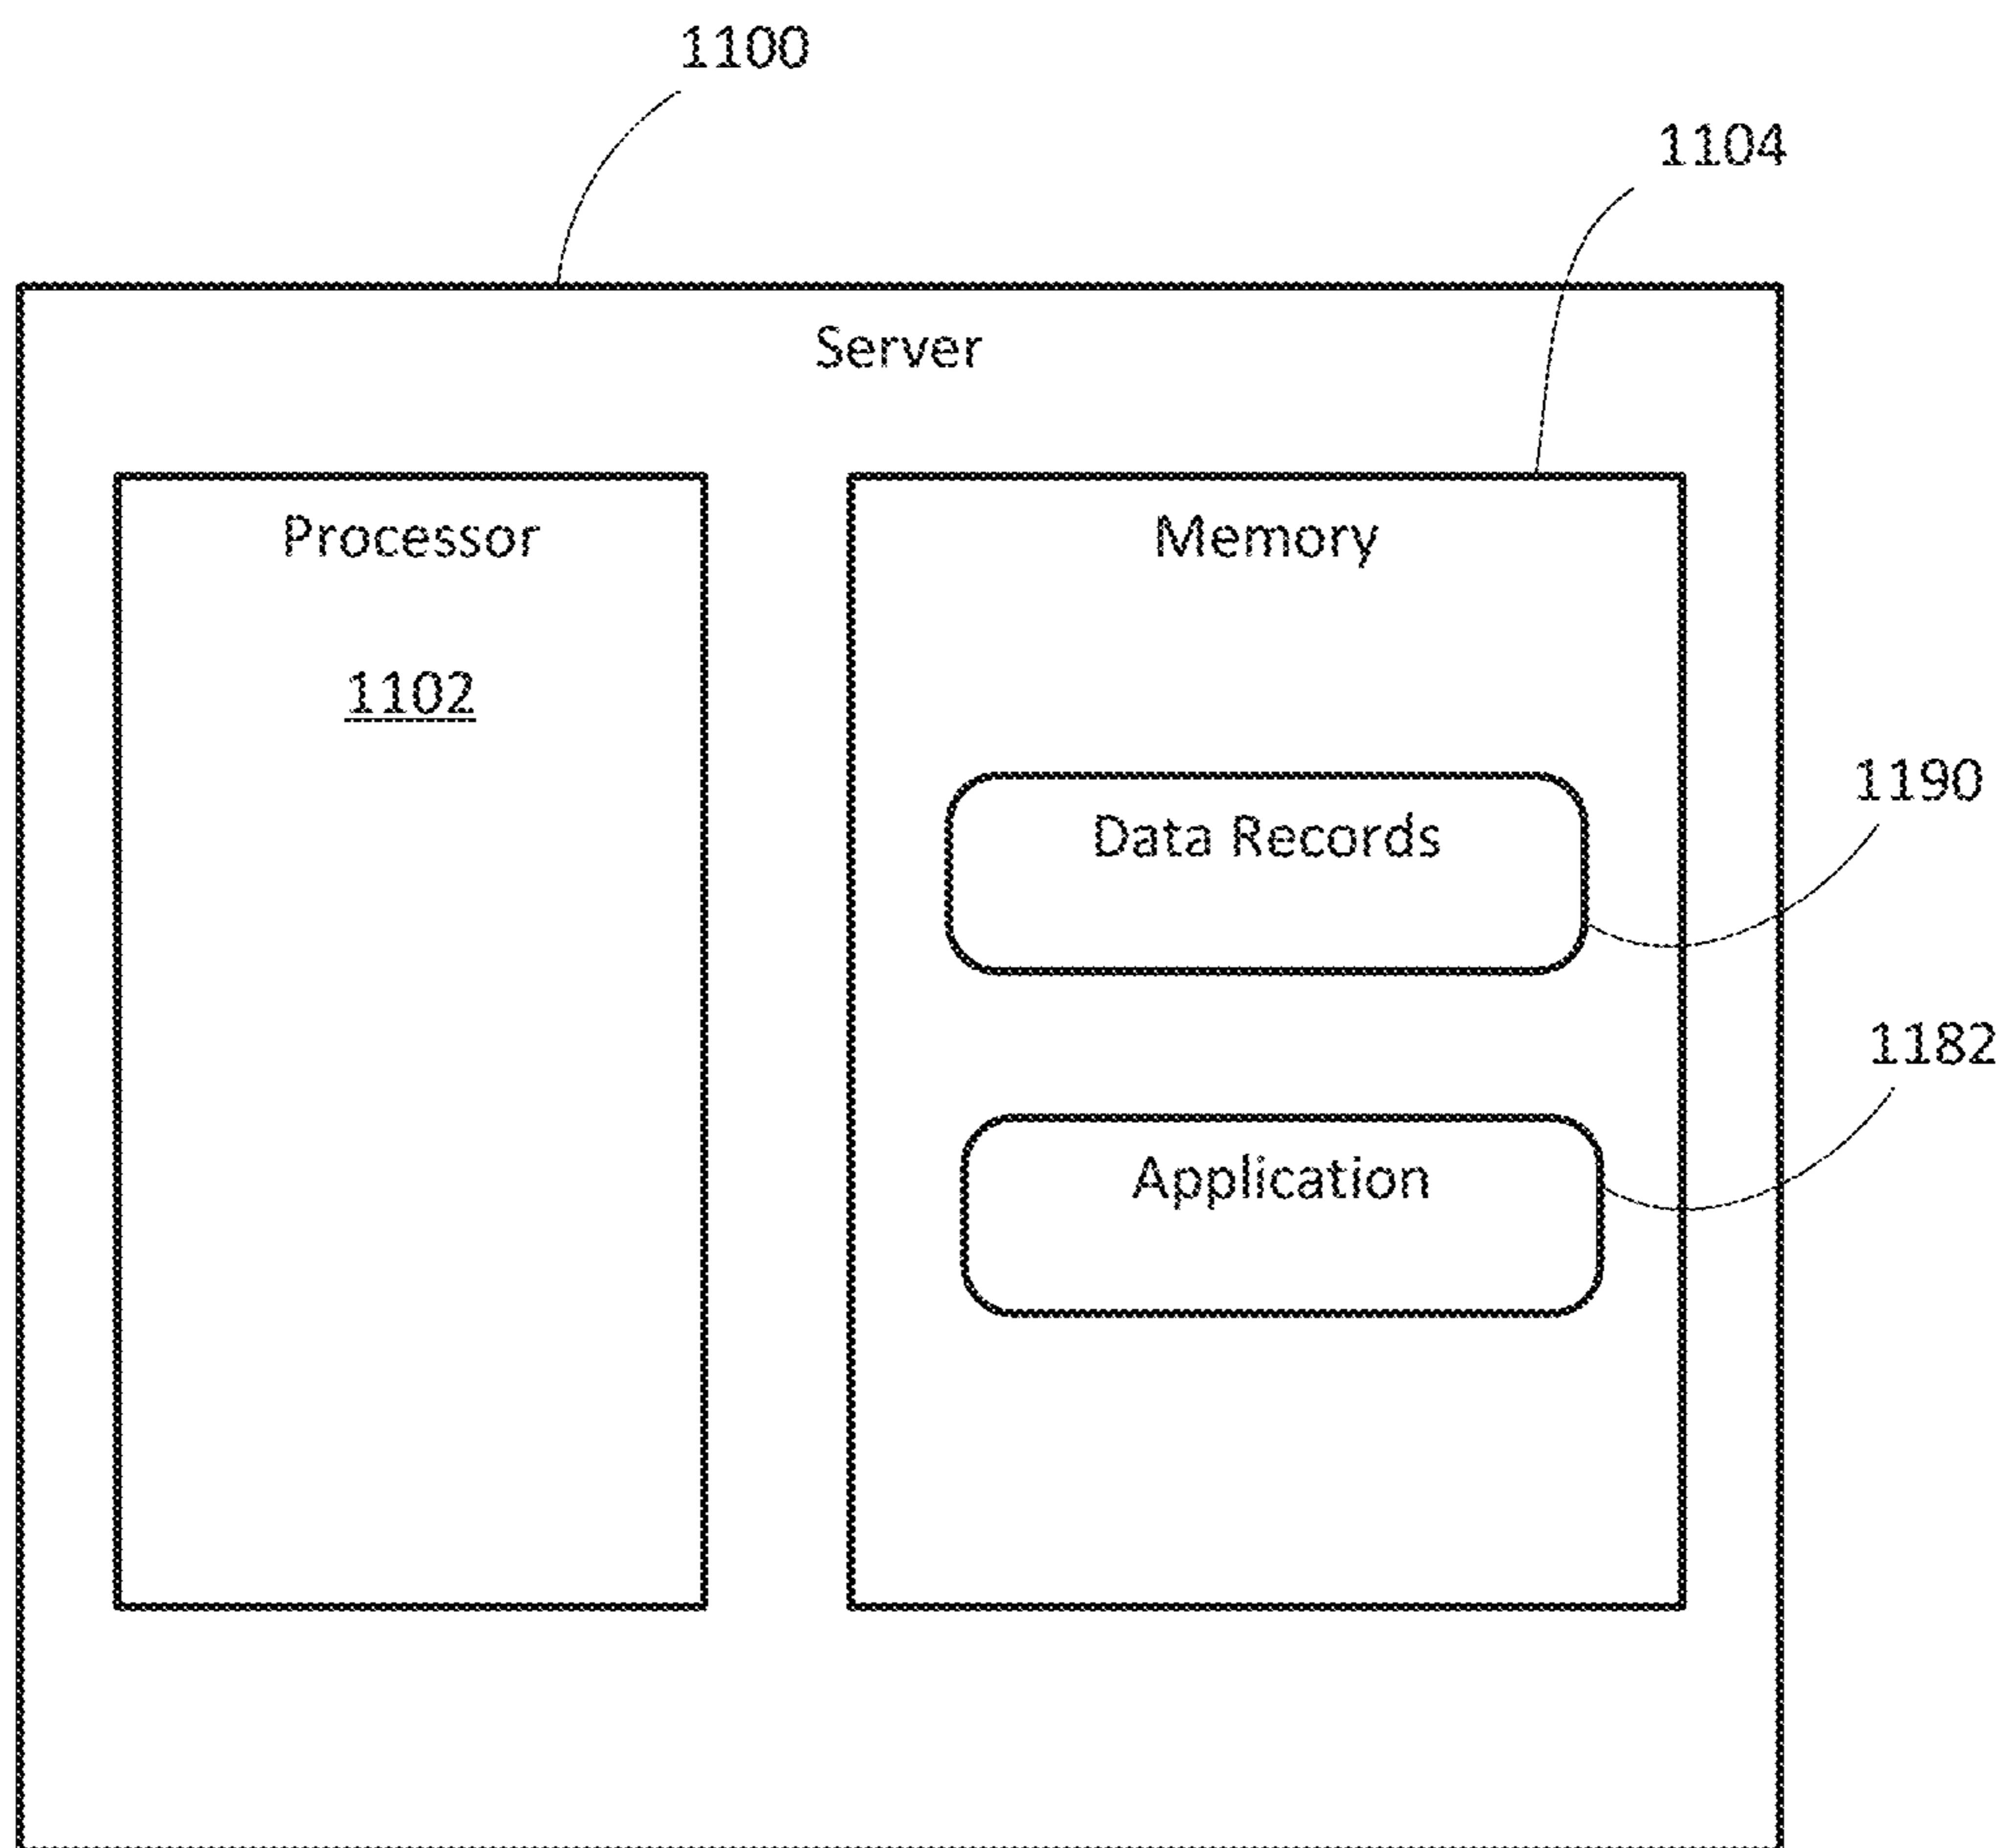 1100
1104
Server
Processor
Memory
1102
1190
Data Records
1182
Application